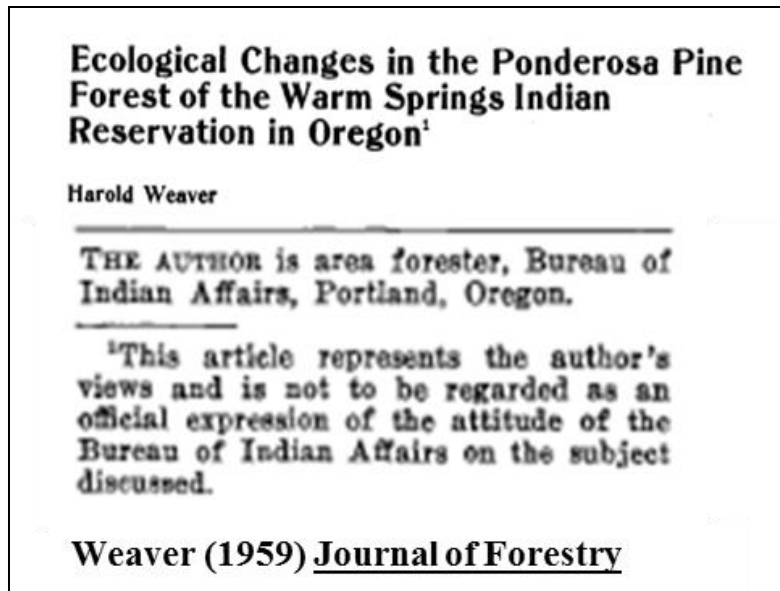 Ecological Changes in the Ponderosa Pine
Forest of the Warm Springs Indian
Reservation in Oregon¹
Harold Weaver
THE AUTHOR is area forester, Bureau of
Indian Affairs, Portland, Oregon.
¹This article represents the author's
views and is not to be regarded as an
official expression of the attitude of the
Bureau of Indian Affairs on the subject
discussed.
Weaver (1959) Journal of Forestry